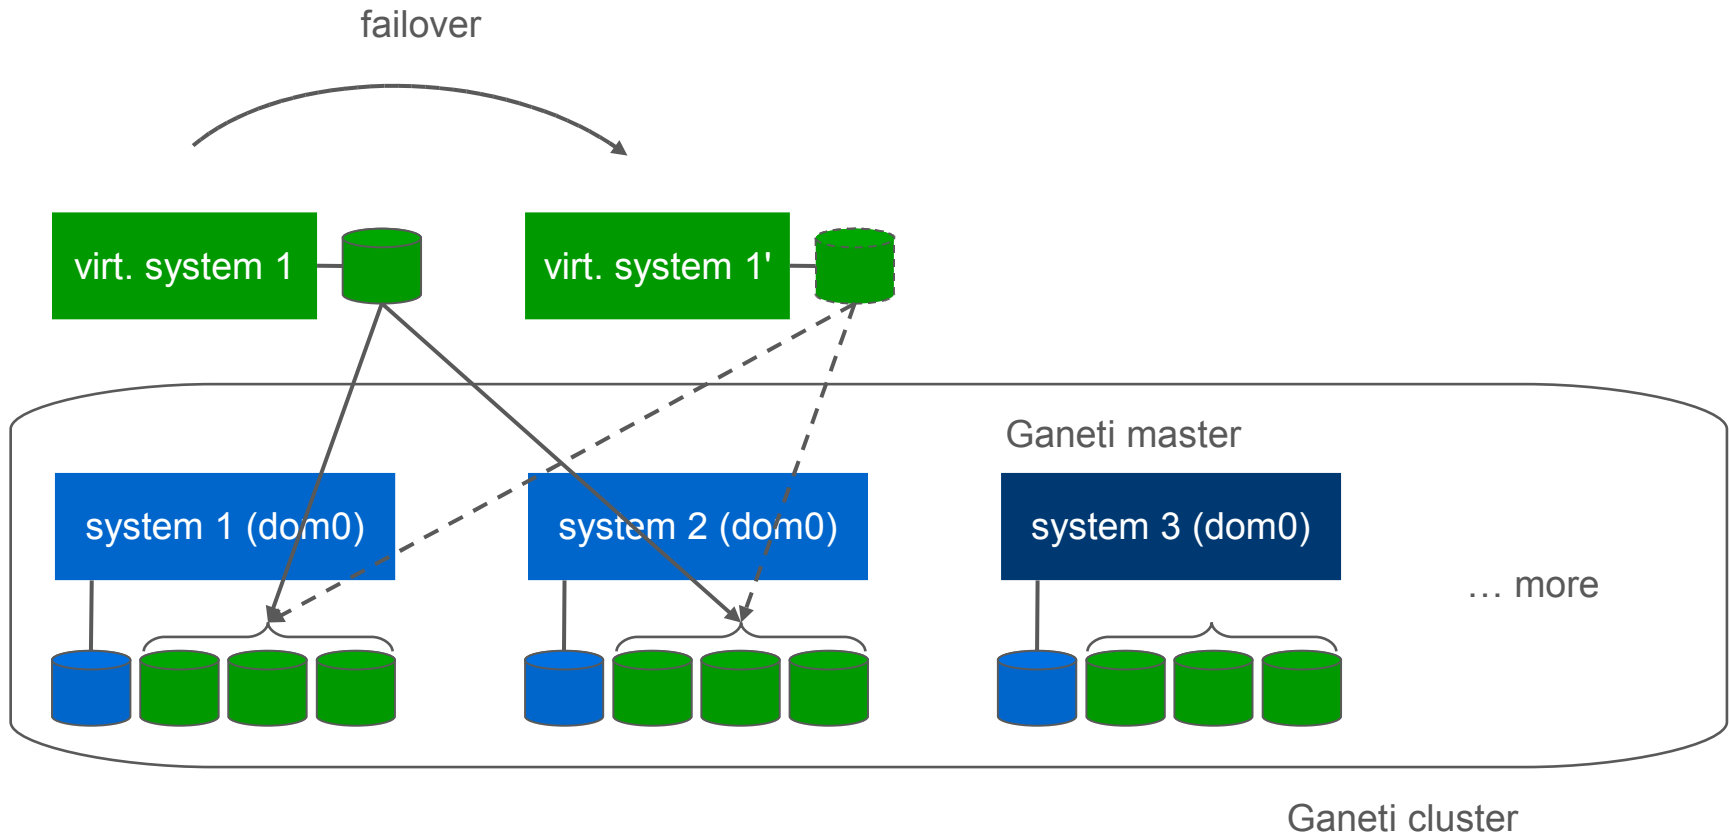 failover
virt. system 1
virt. system 1'
Ganeti master
system 1 (dom0)
system 2 (dom0)
system 3 (dom0)
… more
Ganeti cluster